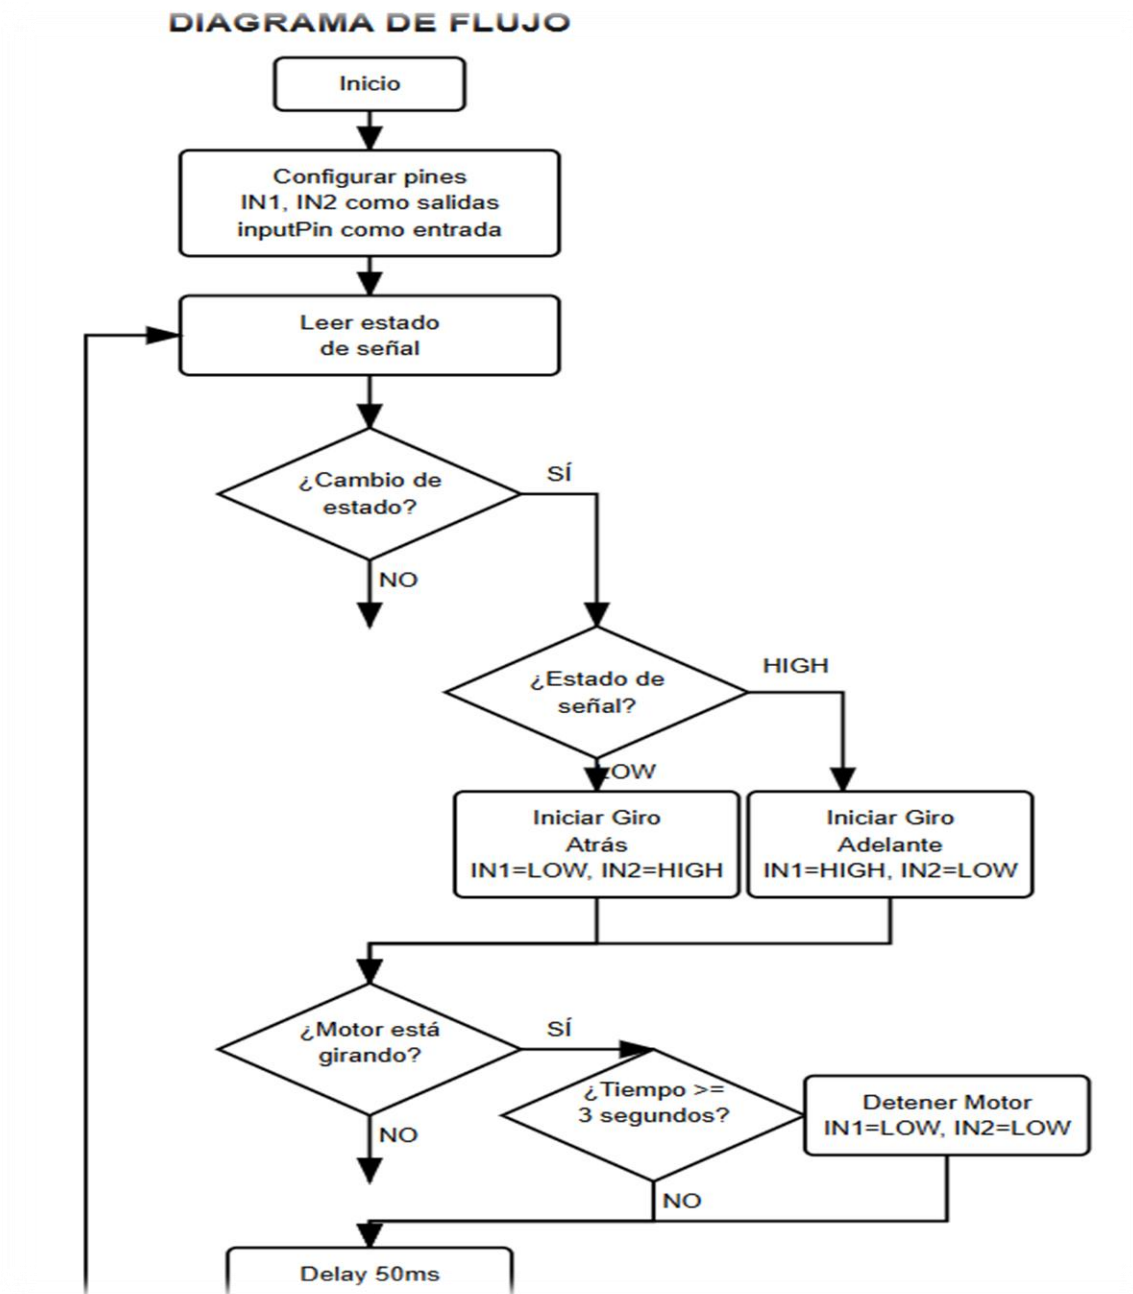 DIAGRAMA DE FLUJO
Inicio
Configurar pines
IN1, IN2 como salidas
inputPin como entrada
Leer estado
de señal
¿Cambio de
estado?
SÍ
NO
¿Estado de
señal?
HIGH
LOW
Iniciar Giro
Atrás
IN1=LOW, IN2=HIGH
Iniciar Giro
Adelante
IN1=HIGH, IN2=LOW
¿Motor está
girando?
SÍ
NO
¿Tiempo >=
3 segundos?
NO
Detener Motor
IN1=LOW, IN2=LOW
Delay 50ms